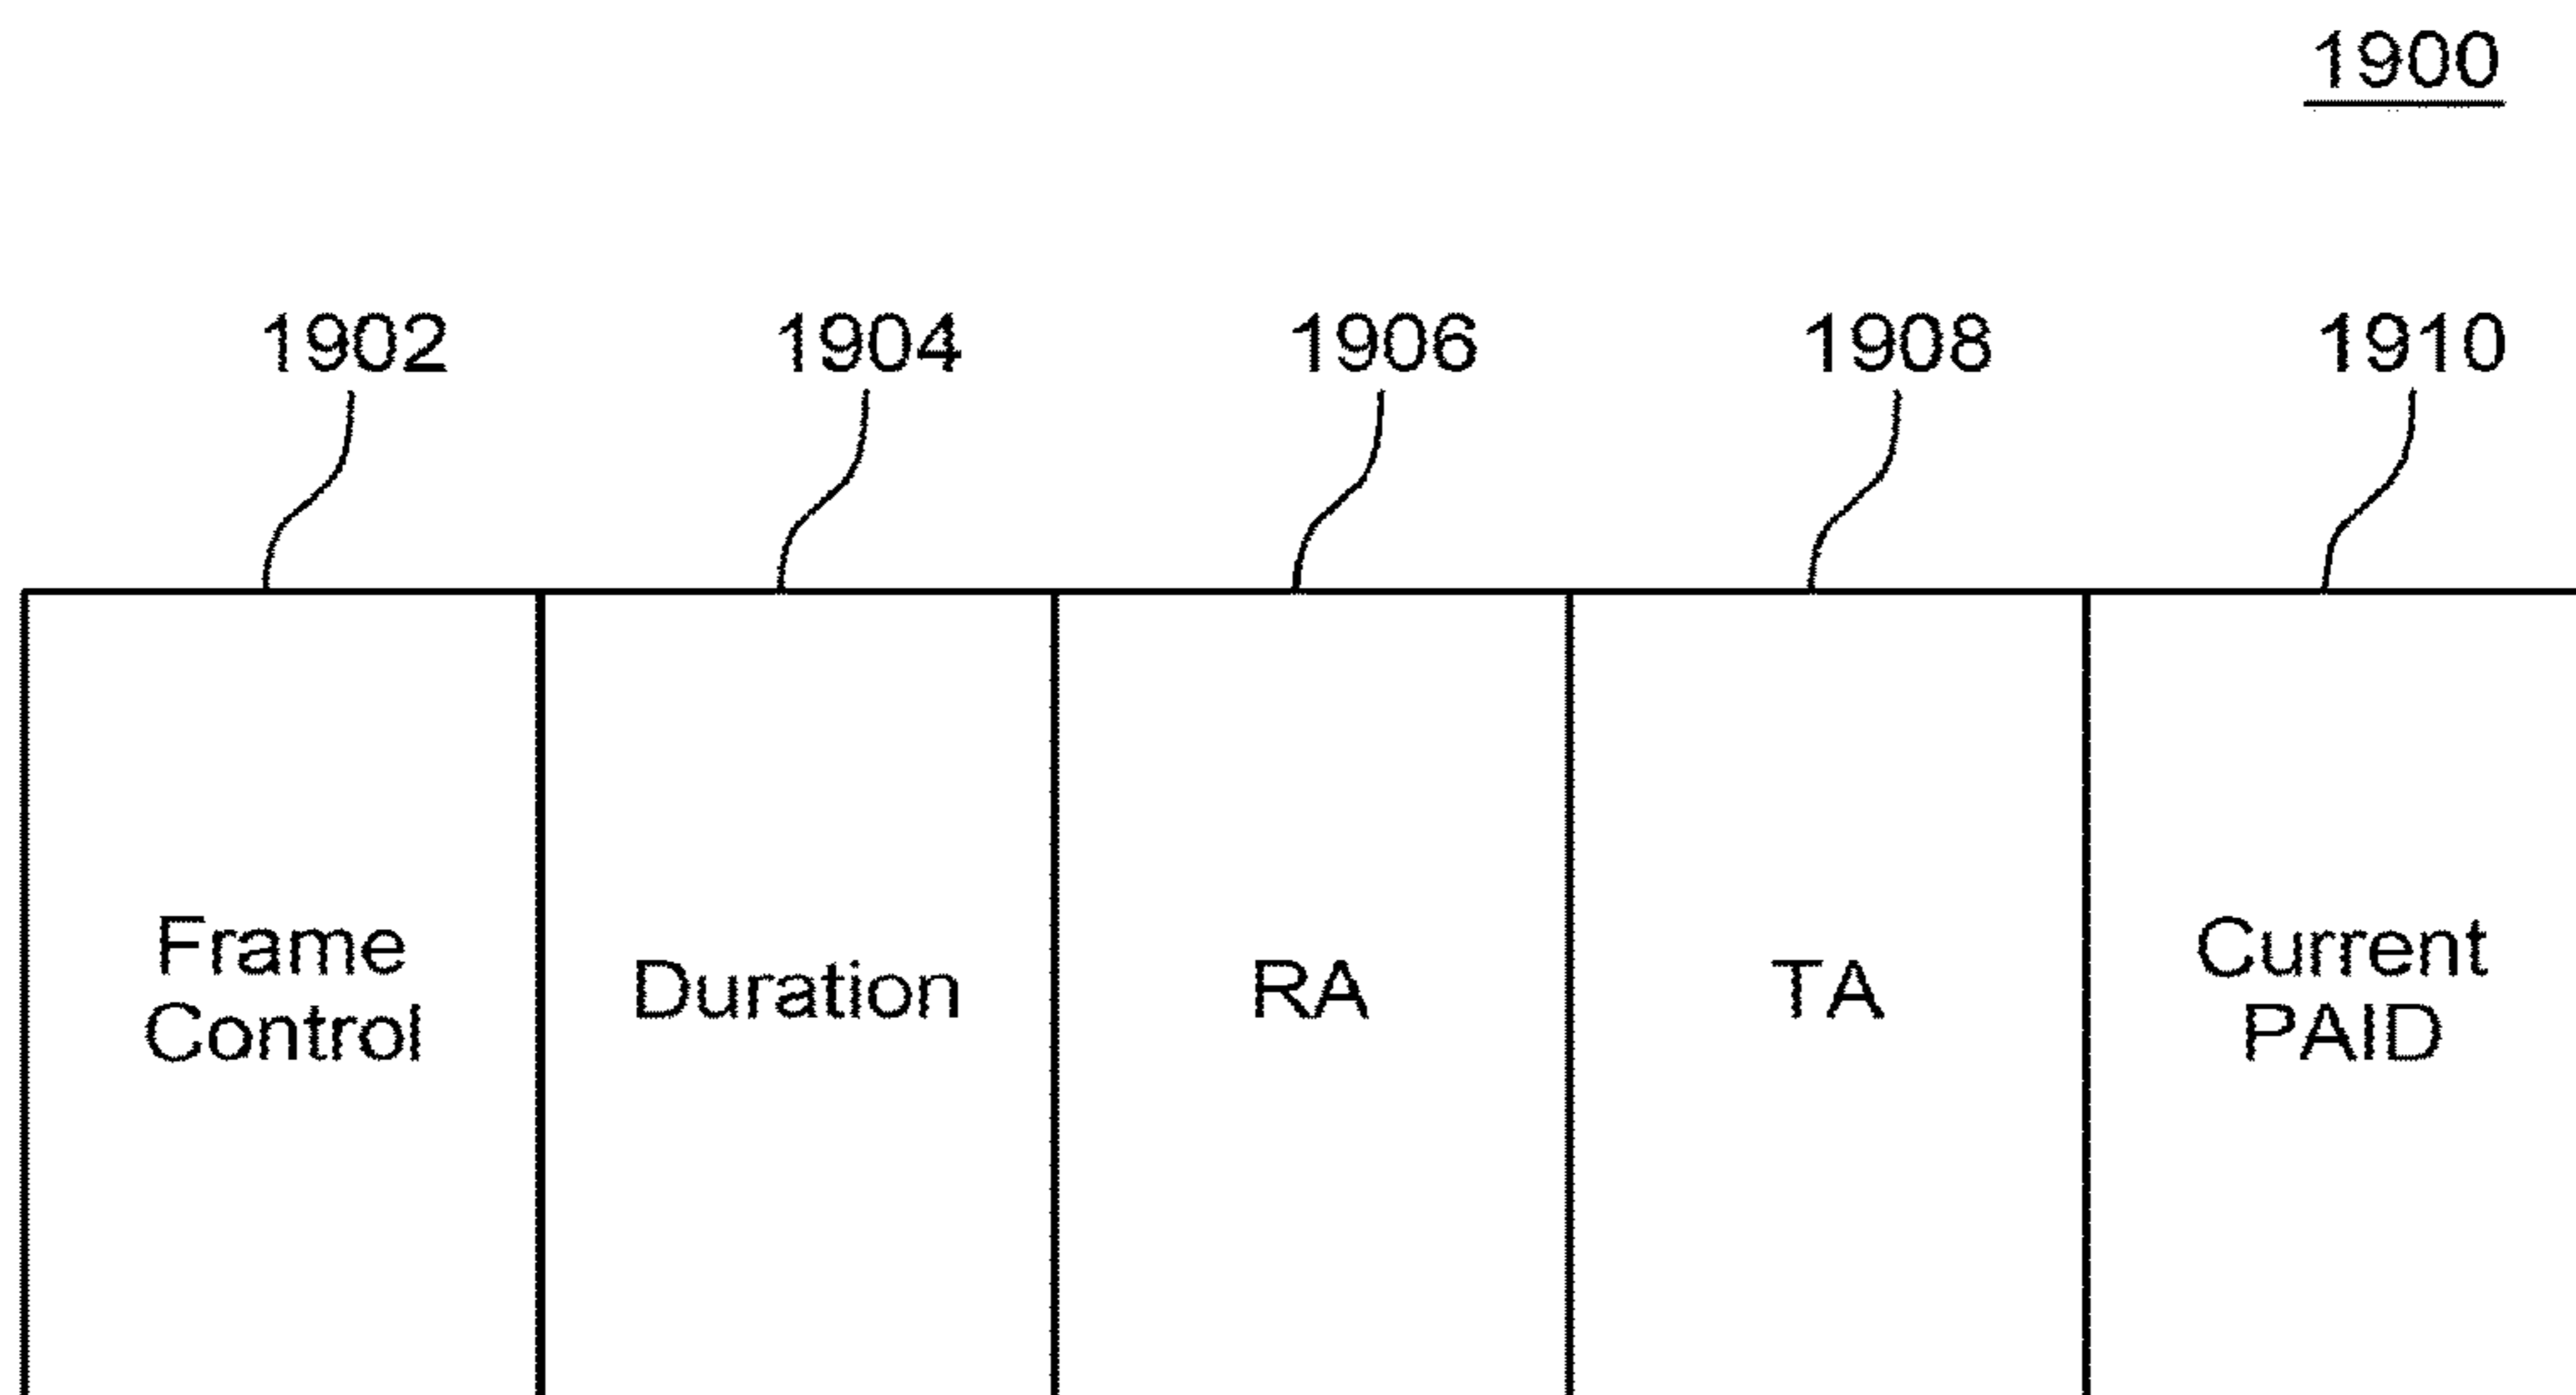 1900
1902 1904 1906 1908 1910
Frame
Control
Duration
RA
TA
Current
PAID